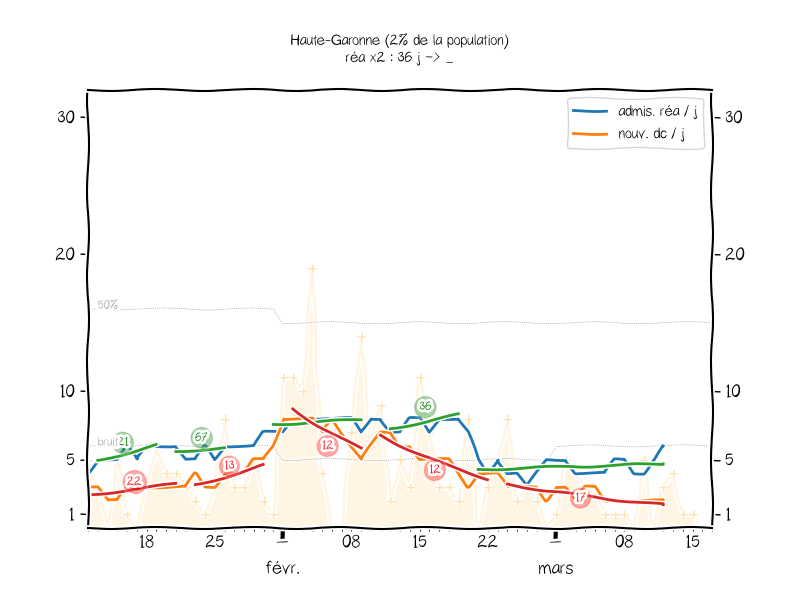 Haute-Garonne (2% de la population)
réa x2 : 36 j -> _
admis. réa / j
nouv. dc / j
30 30
20 20
50%
10 10
bruit 21 67 36
5 5
22 13 12 12 17
1 1
18 25 1 08 15 22 1 08 15
févr. mars